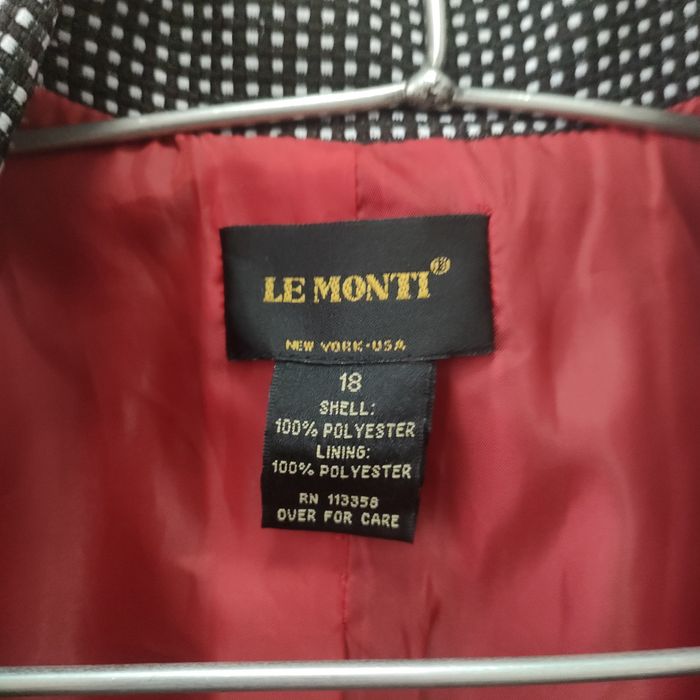 LE MONTI®
NEW YORK-USA
18
SHELL:
100% POLYESTER
LINING:
100% POLYESTER
RN 113358
OVER FOR CARE